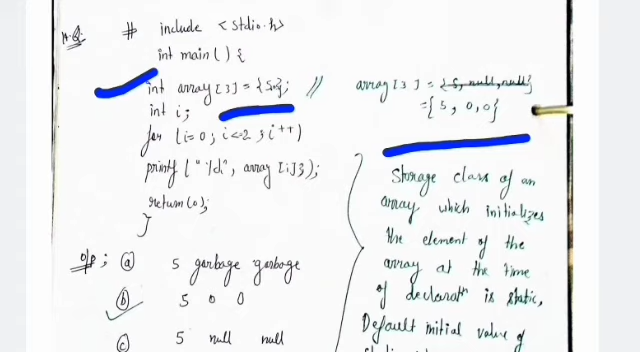 H.Q:
# include <stdio.h>
int main() {
int array[3] = {5}; // array[3] = {5, null, null}
= {5, 0, 0}
int i;
for (i=0; i<=2; i++)
printf ("%d", array[i]);
return(0);
}
o/p; (a) 5 garbage garbage
(b) 5 0 0
(c) 5 null null
Storage class of an
array which initializes
the element of the
array at the time
of declaratn is static,
Default initial value of